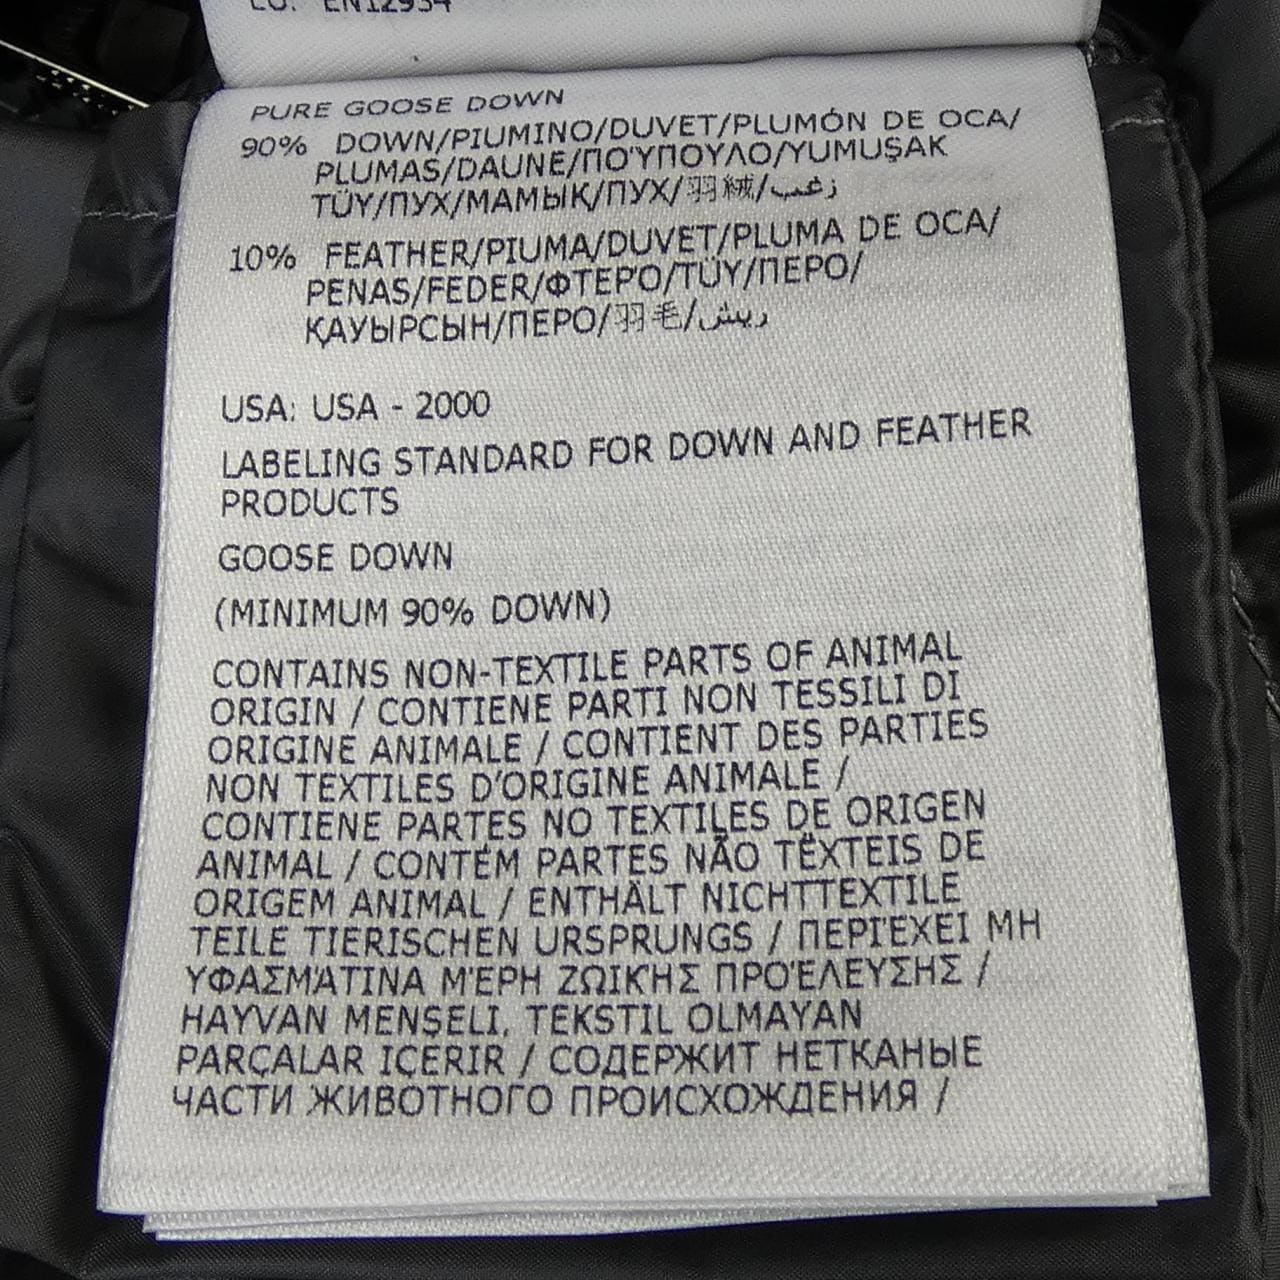 EU: EN12934
PURE GOOSE DOWN
90% DOWN/PIUMINO/DUVET/PLUMÓN DE OCA/
PLUMAS/DAUNE/ΠΟΎΠΟΥΛΟ/YUMUŞAK
TÜY/ПУХ/МАМЫҚ/ПУХ/羽絨/زغب
10% FEATHER/PIUMA/DUVET/PLUMA DE OCA/
PENAS/FEDER/ΦΤΕΡΌ/TÜY/ПЕРО/
ҚАУЫРСЫН/ПЕРО/羽毛/ريش
USA: USA - 2000
LABELING STANDARD FOR DOWN AND FEATHER
PRODUCTS
GOOSE DOWN
(MINIMUM 90% DOWN)
CONTAINS NON-TEXTILE PARTS OF ANIMAL
ORIGIN / CONTIENE PARTI NON TESSILI DI
ORIGINE ANIMALE / CONTIENT DES PARTIES
NON TEXTILES D'ORIGINE ANIMALE /
CONTIENE PARTES NO TEXTILES DE ORIGEN
ANIMAL / CONTÉM PARTES NÃO TËXTEIS DE
ORIGEM ANIMAL / ENTHÄLT NICHTTEXTILE
TEILE TIERISCHEN URSPRUNGS / ΠΕΡΙΈΧΕΙ ΜΗ
ΥΦΑΣΜΆΤΙΝΑ ΜΈΡΗ ΖΩΙΚΉΣ ΠΡΟΈΛΕΥΣΗΣ /
HAYVAN MENŞELI, TEKSTIL OLMAYAN
PARÇALAR IÇERIR / СОДЕРЖИТ НЕТКАНЫЕ
ЧАСТИ ЖИВОТНОГО ПРОИСХОЖДЕНИЯ /